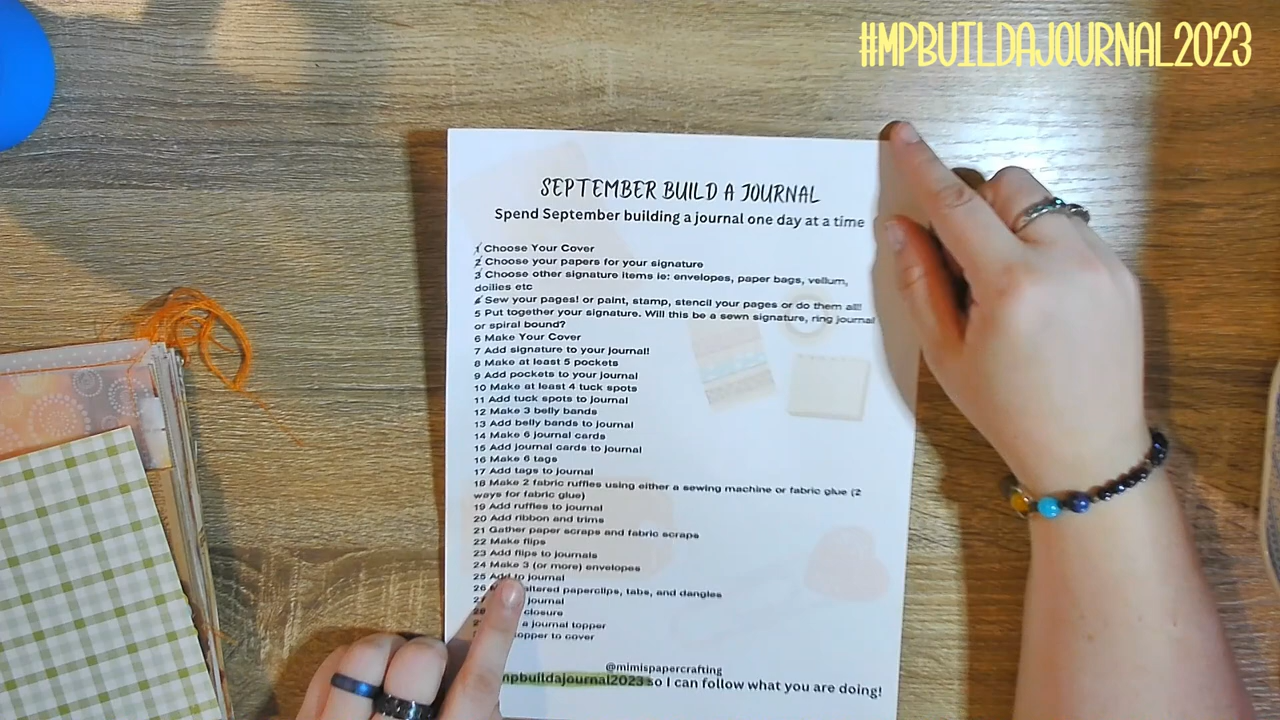 #MPBUILDAJOURNAL2023
SEPTEMBER BUILD A JOURNAL
Spend September building a journal one day at a time
1 Choose Your Cover
2 Choose your papers for your signature
3 Choose other signature items ie: envelopes, paper bags, vellum,
doilies etc
4 Sew your pages! or paint, stamp, stencil your pages or do them all!
5 Put together your signature. Will this be a sewn signature, ring journal
or spiral bound?
6 Make Your Cover
7 Add signature to your journal!
8 Make at least 5 pockets
9 Add pockets to your journal
10 Make at least 4 tuck spots
11 Add tuck spots to journal
12 Make 3 belly bands
13 Add belly bands to journal
14 Make 6 journal cards
15 Add journal cards to journal
16 Make 6 tags
17 Add tags to journal
18 Make 2 fabric ruffles using either a sewing machine or fabric glue (2
ways for fabric glue)
19 Add ruffles to journal
20 Add ribbon and trims
21 Gather paper scraps and fabric scraps
22 Make flips
23 Add flips to journals
24 Make 3 (or more) envelopes
25 Add to journal
26 altered paperclips, tabs, and dangles
journal
closure
a journal topper
topper to cover
@mimispapercrafting
mpbuildajournal2023 so I can follow what you are doing!